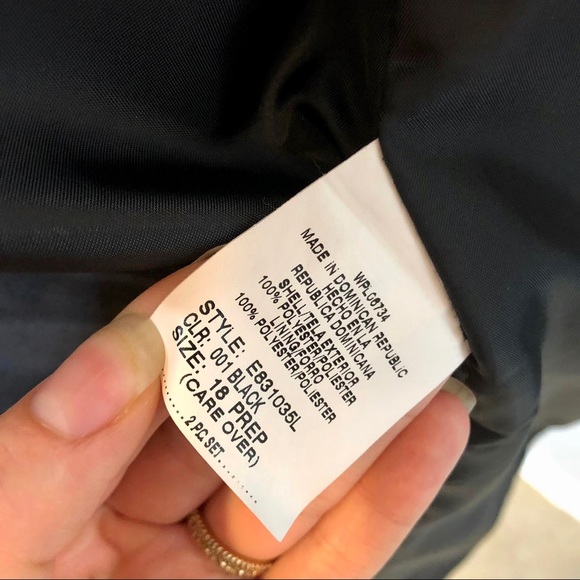 WPL-06734
MADE IN DOMINICAN REPUBLIC
HECHO EN LA
REPUBLICA DOMINICANA
SHELL/TELA EXTERIOR
100% POLYESTER/POLIESTER
LINING/FORRO
100% POLYESTER/POLIESTER
STYLE: E831035L
CLR: 001 BLACK
SIZE: 18 PREP
(CARE OVER)
2 PC. SET